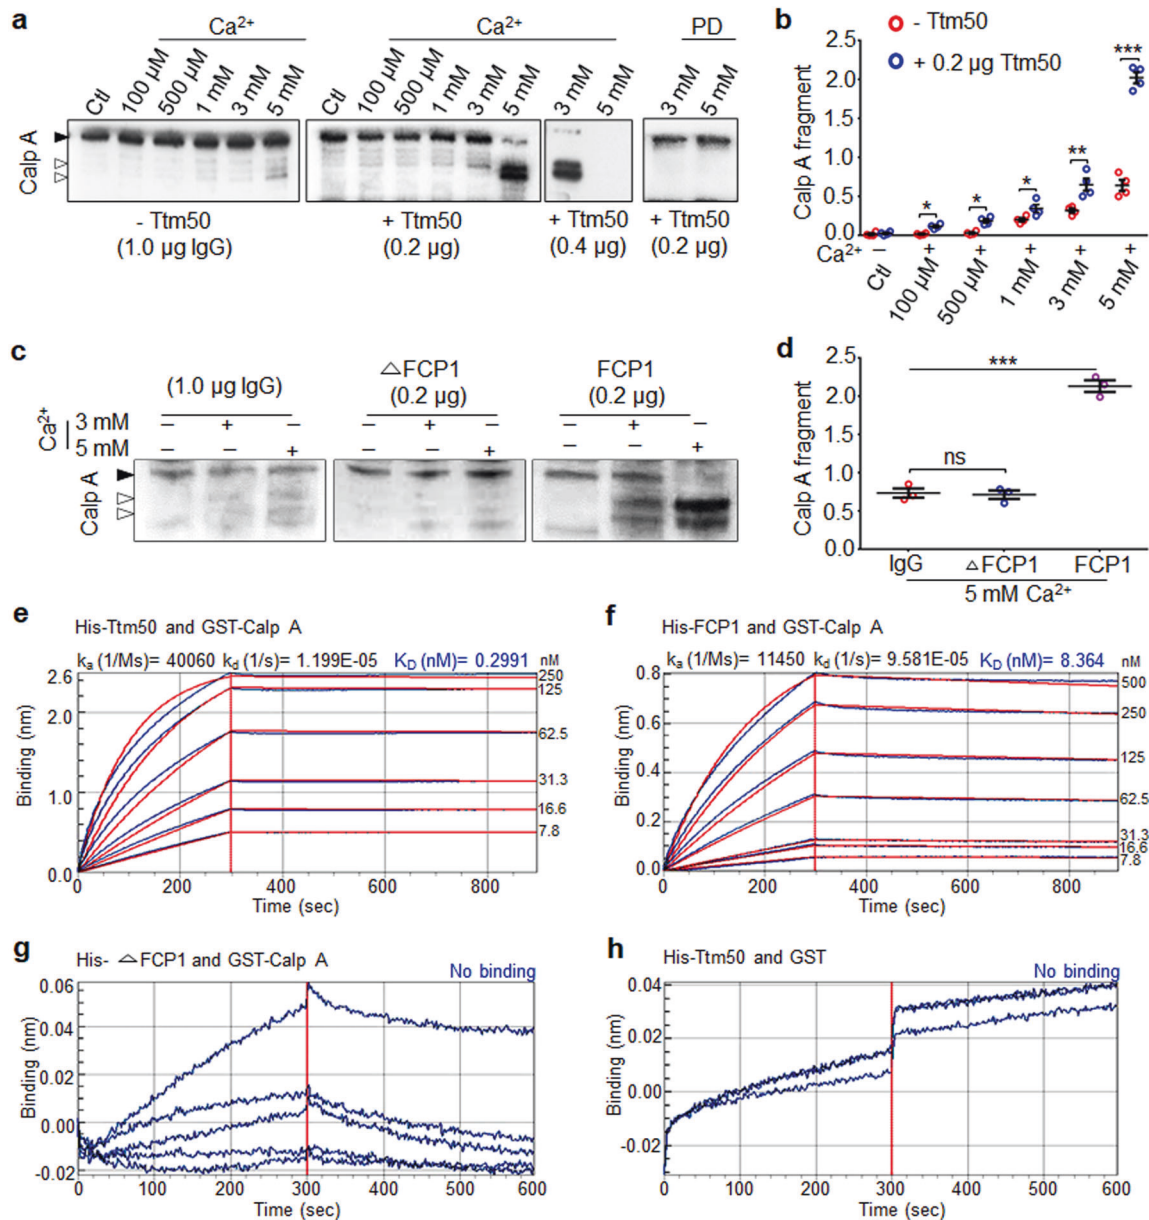 a
Ca²⁺
Ca²⁺
PD
Ctl
100 µM
500 µM
1 mM
3 mM
5 mM
Ctl
100 µM
500 µM
1 mM
3 mM
5 mM
3 mM
5 mM
3 mM
5 mM
Calp A
- Ttm50
(1.0 µg IgG)
+ Ttm50
(0.2 µg)
+ Ttm50
(0.4 µg)
+ Ttm50
(0.2 µg)
b
- Ttm50
+ 0.2 µg Ttm50
Calp A fragment
2.5
2.0
1.5
1.0
0.5
0.0
*
*
*
**
***
Ca²⁺ – + + + + +
Ctl
100 µM
500 µM
1 mM
3 mM
5 mM
c
(1.0 µg IgG)
△FCP1
(0.2 µg)
FCP1
(0.2 µg)
Ca²⁺
3 mM – + – – + – – + –
5 mM – – + – – + – – +
Calp A
d
Calp A fragment
2.5
2.0
1.5
1.0
0.5
0.0
***
ns
IgG
△FCP1
FCP1
5 mM Ca²⁺
e
His-Ttm50 and GST-Calp A
kₐ (1/Ms)= 40060 k_d (1/s)= 1.199E-05 K_D (nM)= 0.2991 nM
Binding (nm)
2.6
2.0
1.0
0.0
250
125
62.5
31.3
16.6
7.8
0 200 400 600 800
Time (sec)
f
His-FCP1 and GST-Calp A
kₐ (1/Ms)= 11450 k_d (1/s)= 9.581E-05 K_D (nM)= 8.364 nM
Binding (nm)
0.8
0.6
0.4
0.2
0.0
500
250
125
62.5
31.3
16.6
7.8
0 200 400 600 800
Time (sec)
g
His- △FCP1 and GST-Calp A
No binding
Binding (nm)
0.06
0.04
0.02
0.00
-0.02
0 100 200 300 400 500 600
Time (sec)
h
His-Ttm50 and GST
No binding
Binding (nm)
0.04
0.02
0.00
-0.02
0 100 200 300 400 500 600
Time (sec)